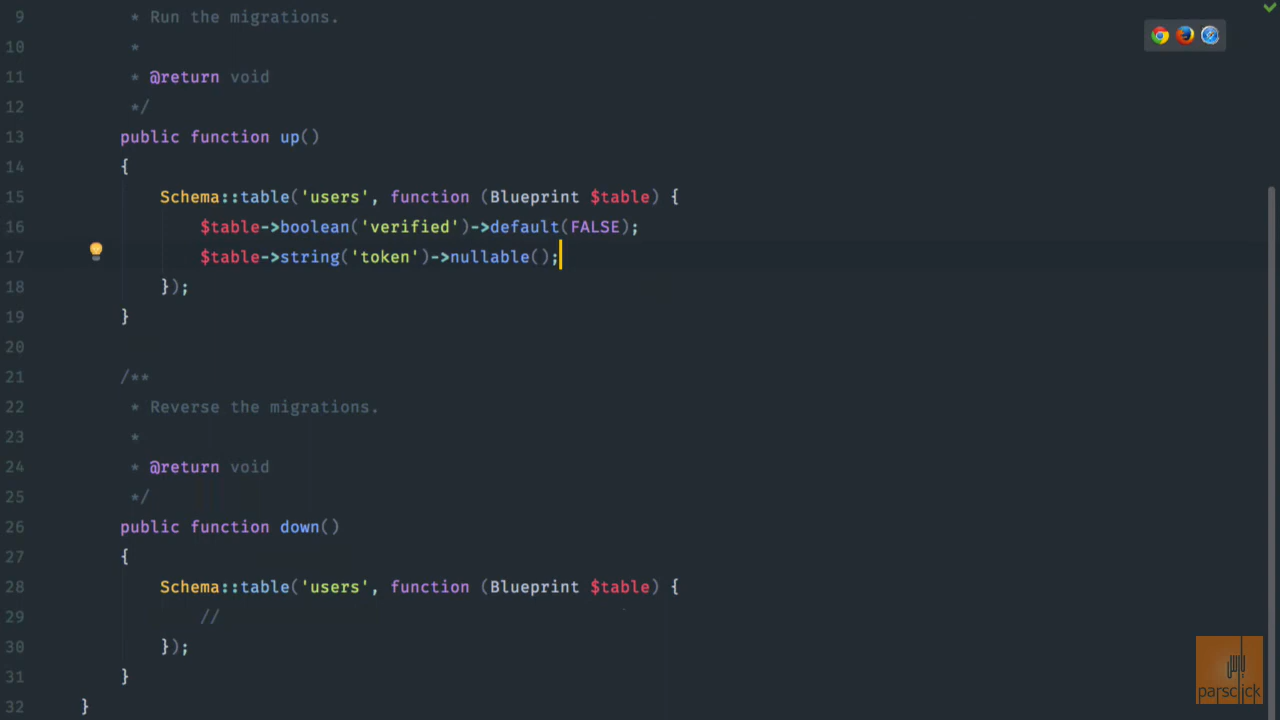 9 * Run the migrations.
10 *
11 * @return void
12 */
13 public function up()
14 {
15 Schema::table('users', function (Blueprint $table) {
16 $table->boolean('verified')->default(FALSE);
17 $table->string('token')->nullable();
18 });
19 }
20
21 /**
22 * Reverse the migrations.
23 *
24 * @return void
25 */
26 public function down()
27 {
28 Schema::table('users', function (Blueprint $table) {
29 //
30 });
31 }
32 }
parsclick